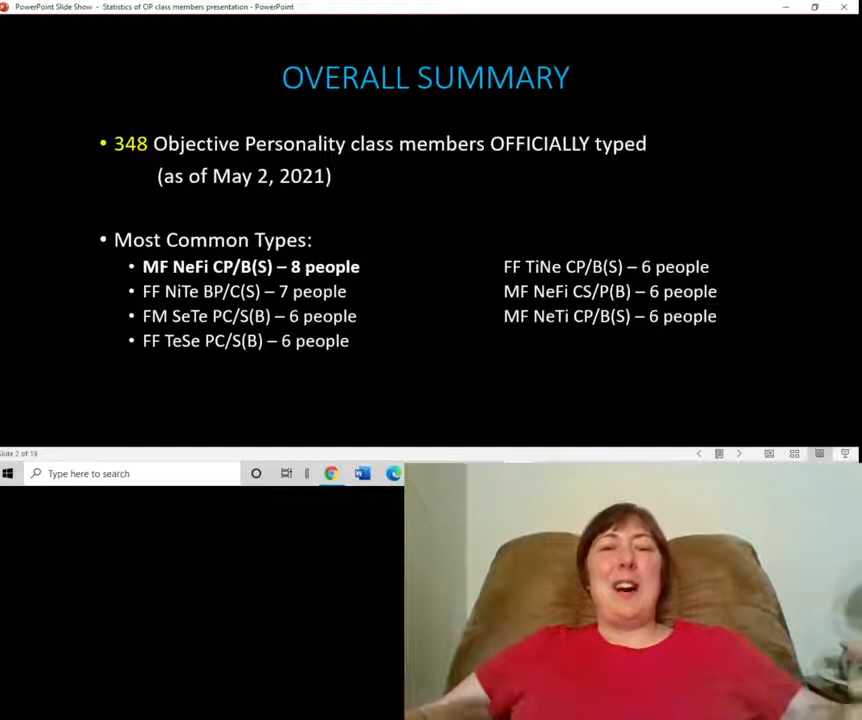 PowerPoint Slide Show - Statistics of OP class members presentation - PowerPoint
OVERALL SUMMARY
• 348 Objective Personality class members OFFICIALLY typed
(as of May 2, 2021)
• Most Common Types:
• MF NeFi CP/B(S) – 8 people
• FF NiTe BP/C(S) – 7 people
• FM SeTe PC/S(B) – 6 people
• FF TeSe PC/S(B) – 6 people
FF TiNe CP/B(S) – 6 people
MF NeFi CS/P(B) – 6 people
MF NeTi CP/B(S) – 6 people
Slide 2 of 19
Type here to search